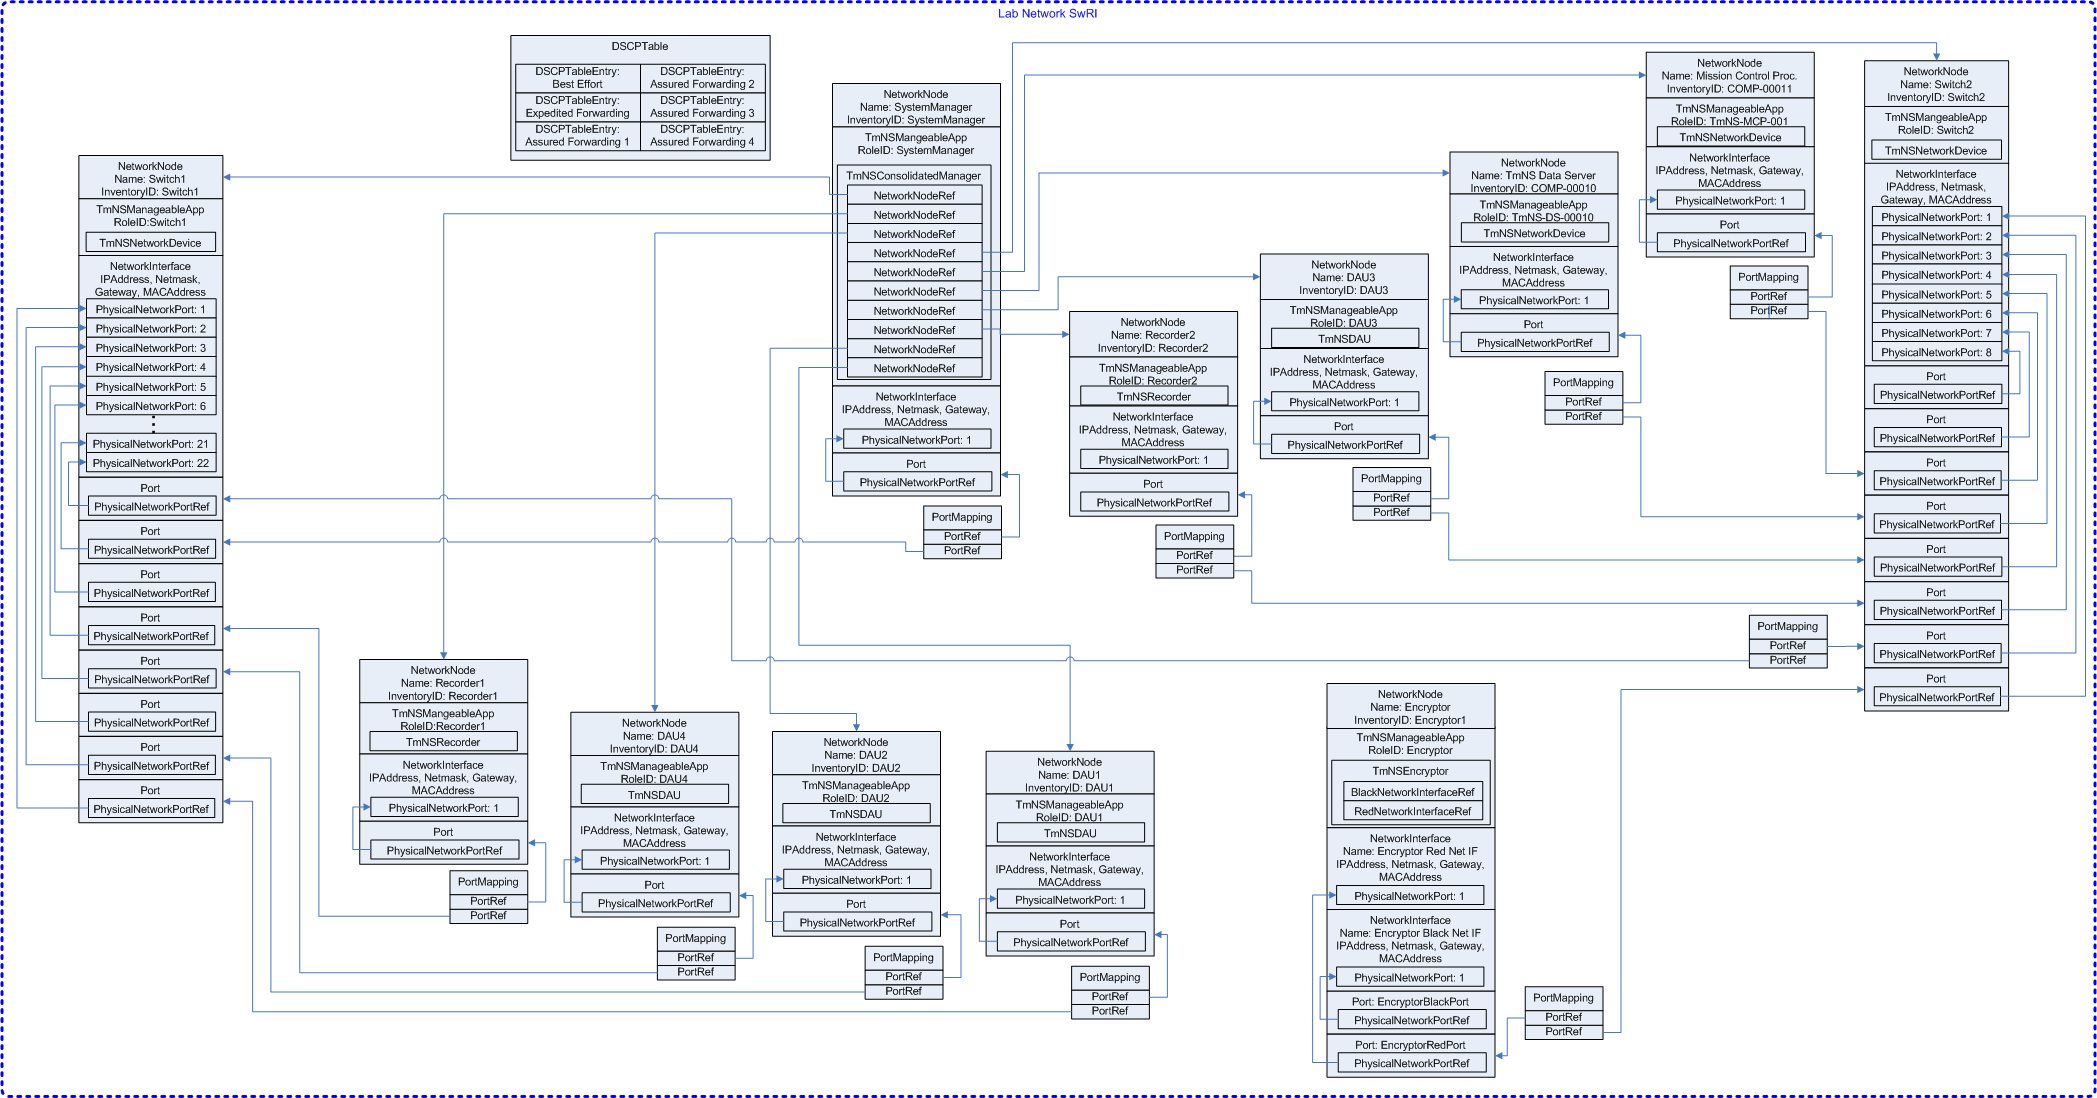 Lab Network SwRI
DSCPTable
DSCPTableEntry:
Best Effort
DSCPTableEntry:
Assured Forwarding 2
DSCPTableEntry:
Expedited Forwarding
DSCPTableEntry:
Assured Forwarding 3
DSCPTableEntry:
Assured Forwarding 1
DSCPTableEntry:
Assured Forwarding 4
NetworkNode
Name: Switch1
InventoryID: Switch1
TmNSManageableApp
RoleID:Switch1
TmNSNetworkDevice
NetworkInterface
IPAddress, Netmask,
Gateway, MACAddress
PhysicalNetworkPort: 1
PhysicalNetworkPort: 2
PhysicalNetworkPort: 3
PhysicalNetworkPort: 4
PhysicalNetworkPort: 5
PhysicalNetworkPort: 6
PhysicalNetworkPort: 21
PhysicalNetworkPort: 22
Port
PhysicalNetworkPortRef
Port
PhysicalNetworkPortRef
Port
PhysicalNetworkPortRef
Port
PhysicalNetworkPortRef
Port
PhysicalNetworkPortRef
Port
PhysicalNetworkPortRef
Port
PhysicalNetworkPortRef
Port
PhysicalNetworkPortRef
NetworkNode
Name: SystemManager
InventoryID: SystemManager
TmNSMangeableApp
RoleID: SystemManager
TmNSConsolidatedManager
NetworkNodeRef
NetworkNodeRef
NetworkNodeRef
NetworkNodeRef
NetworkNodeRef
NetworkNodeRef
NetworkNodeRef
NetworkNodeRef
NetworkNodeRef
NetworkNodeRef
NetworkInterface
IPAddress, Netmask, Gateway,
MACAddress
PhysicalNetworkPort: 1
Port
PhysicalNetworkPortRef
PortMapping
PortRef
PortRef
NetworkNode
Name: Recorder2
InventoryID: Recorder2
TmNSManageableApp
RoleID: Recorder2
TmNSRecorder
NetworkInterface
IPAddress, Netmask, Gateway,
MACAddress
PhysicalNetworkPort: 1
Port
PhysicalNetworkPortRef
PortMapping
PortRef
PortRef
NetworkNode
Name: DAU3
InventoryID: DAU3
TmNSManageableApp
RoleID: DAU3
TmNSDAU
NetworkInterface
IPAddress, Netmask, Gateway,
MACAddress
PhysicalNetworkPort: 1
Port
PhysicalNetworkPortRef
PortMapping
PortRef
PortRef
NetworkNode
Name: TmNS Data Server
InventoryID: COMP-00010
TmNSManageableApp
RoleID: TmNS-DS-00010
TmNSNetworkDevice
NetworkInterface
IPAddress, Netmask, Gateway,
MACAddress
PhysicalNetworkPort: 1
Port
PhysicalNetworkPortRef
PortMapping
PortRef
PortRef
NetworkNode
Name: Mission Control Proc.
InventoryID: COMP-00011
TmNSManageableApp
RoleID: TmNS-MCP-001
TmNSNetworkDevice
NetworkInterface
IPAddress, Netmask, Gateway,
MACAddress
PhysicalNetworkPort: 1
Port
PhysicalNetworkPortRef
PortMapping
PortRef
PortRef
NetworkNode
Name: Switch2
InventoryID: Switch2
TmNSManageableApp
RoleID: Switch2
TmNSNetworkDevice
NetworkInterface
IPAddress, Netmask,
Gateway, MACAddress
PhysicalNetworkPort: 1
PhysicalNetworkPort: 2
PhysicalNetworkPort: 3
PhysicalNetworkPort: 4
PhysicalNetworkPort: 5
PhysicalNetworkPort: 6
PhysicalNetworkPort: 7
PhysicalNetworkPort: 8
Port
PhysicalNetworkPortRef
Port
PhysicalNetworkPortRef
Port
PhysicalNetworkPortRef
Port
PhysicalNetworkPortRef
Port
PhysicalNetworkPortRef
Port
PhysicalNetworkPortRef
Port
PhysicalNetworkPortRef
Port
PhysicalNetworkPortRef
PortMapping
PortRef
PortRef
NetworkNode
Name: Recorder1
InventoryID: Recorder1
TmNSMangeableApp
RoleID:Recorder1
TmNSRecorder
NetworkInterface
IPAddress, Netmask, Gateway,
MACAddress
PhysicalNetworkPort: 1
Port
PhysicalNetworkPortRef
PortMapping
PortRef
PortRef
NetworkNode
Name: DAU4
InventoryID: DAU4
TmNSManageableApp
RoleID: DAU4
TmNSDAU
NetworkInterface
IPAddress, Netmask, Gateway,
MACAddress
PhysicalNetworkPort: 1
Port
PhysicalNetworkPortRef
PortMapping
PortRef
PortRef
NetworkNode
Name: DAU2
InventoryID: DAU2
TmNSManageableApp
RoleID: DAU2
TmNSDAU
NetworkInterface
IPAddress, Netmask, Gateway,
MACAddress
PhysicalNetworkPort: 1
Port
PhysicalNetworkPortRef
PortMapping
PortRef
PortRef
NetworkNode
Name: DAU1
InventoryID: DAU1
TmNSManageableApp
RoleID: DAU1
TmNSDAU
NetworkInterface
IPAddress, Netmask, Gateway,
MACAddress
PhysicalNetworkPort: 1
Port
PhysicalNetworkPortRef
PortMapping
PortRef
PortRef
NetworkNode
Name: Encryptor
InventoryID: Encryptor1
TmNSManageableApp
RoleID: Encryptor
TmNSEncryptor
BlackNetworkInterfaceRef
RedNetworkInterfaceRef
NetworkInterface
Name: Encryptor Red Net IF
IPAddress, Netmask, Gateway,
MACAddress
PhysicalNetworkPort: 1
NetworkInterface
Name: Encryptor Black Net IF
IPAddress, Netmask, Gateway,
MACAddress
PhysicalNetworkPort: 1
Port: EncryptorBlackPort
PhysicalNetworkPortRef
Port: EncryptorRedPort
PhysicalNetworkPortRef
PortMapping
PortRef
PortRef